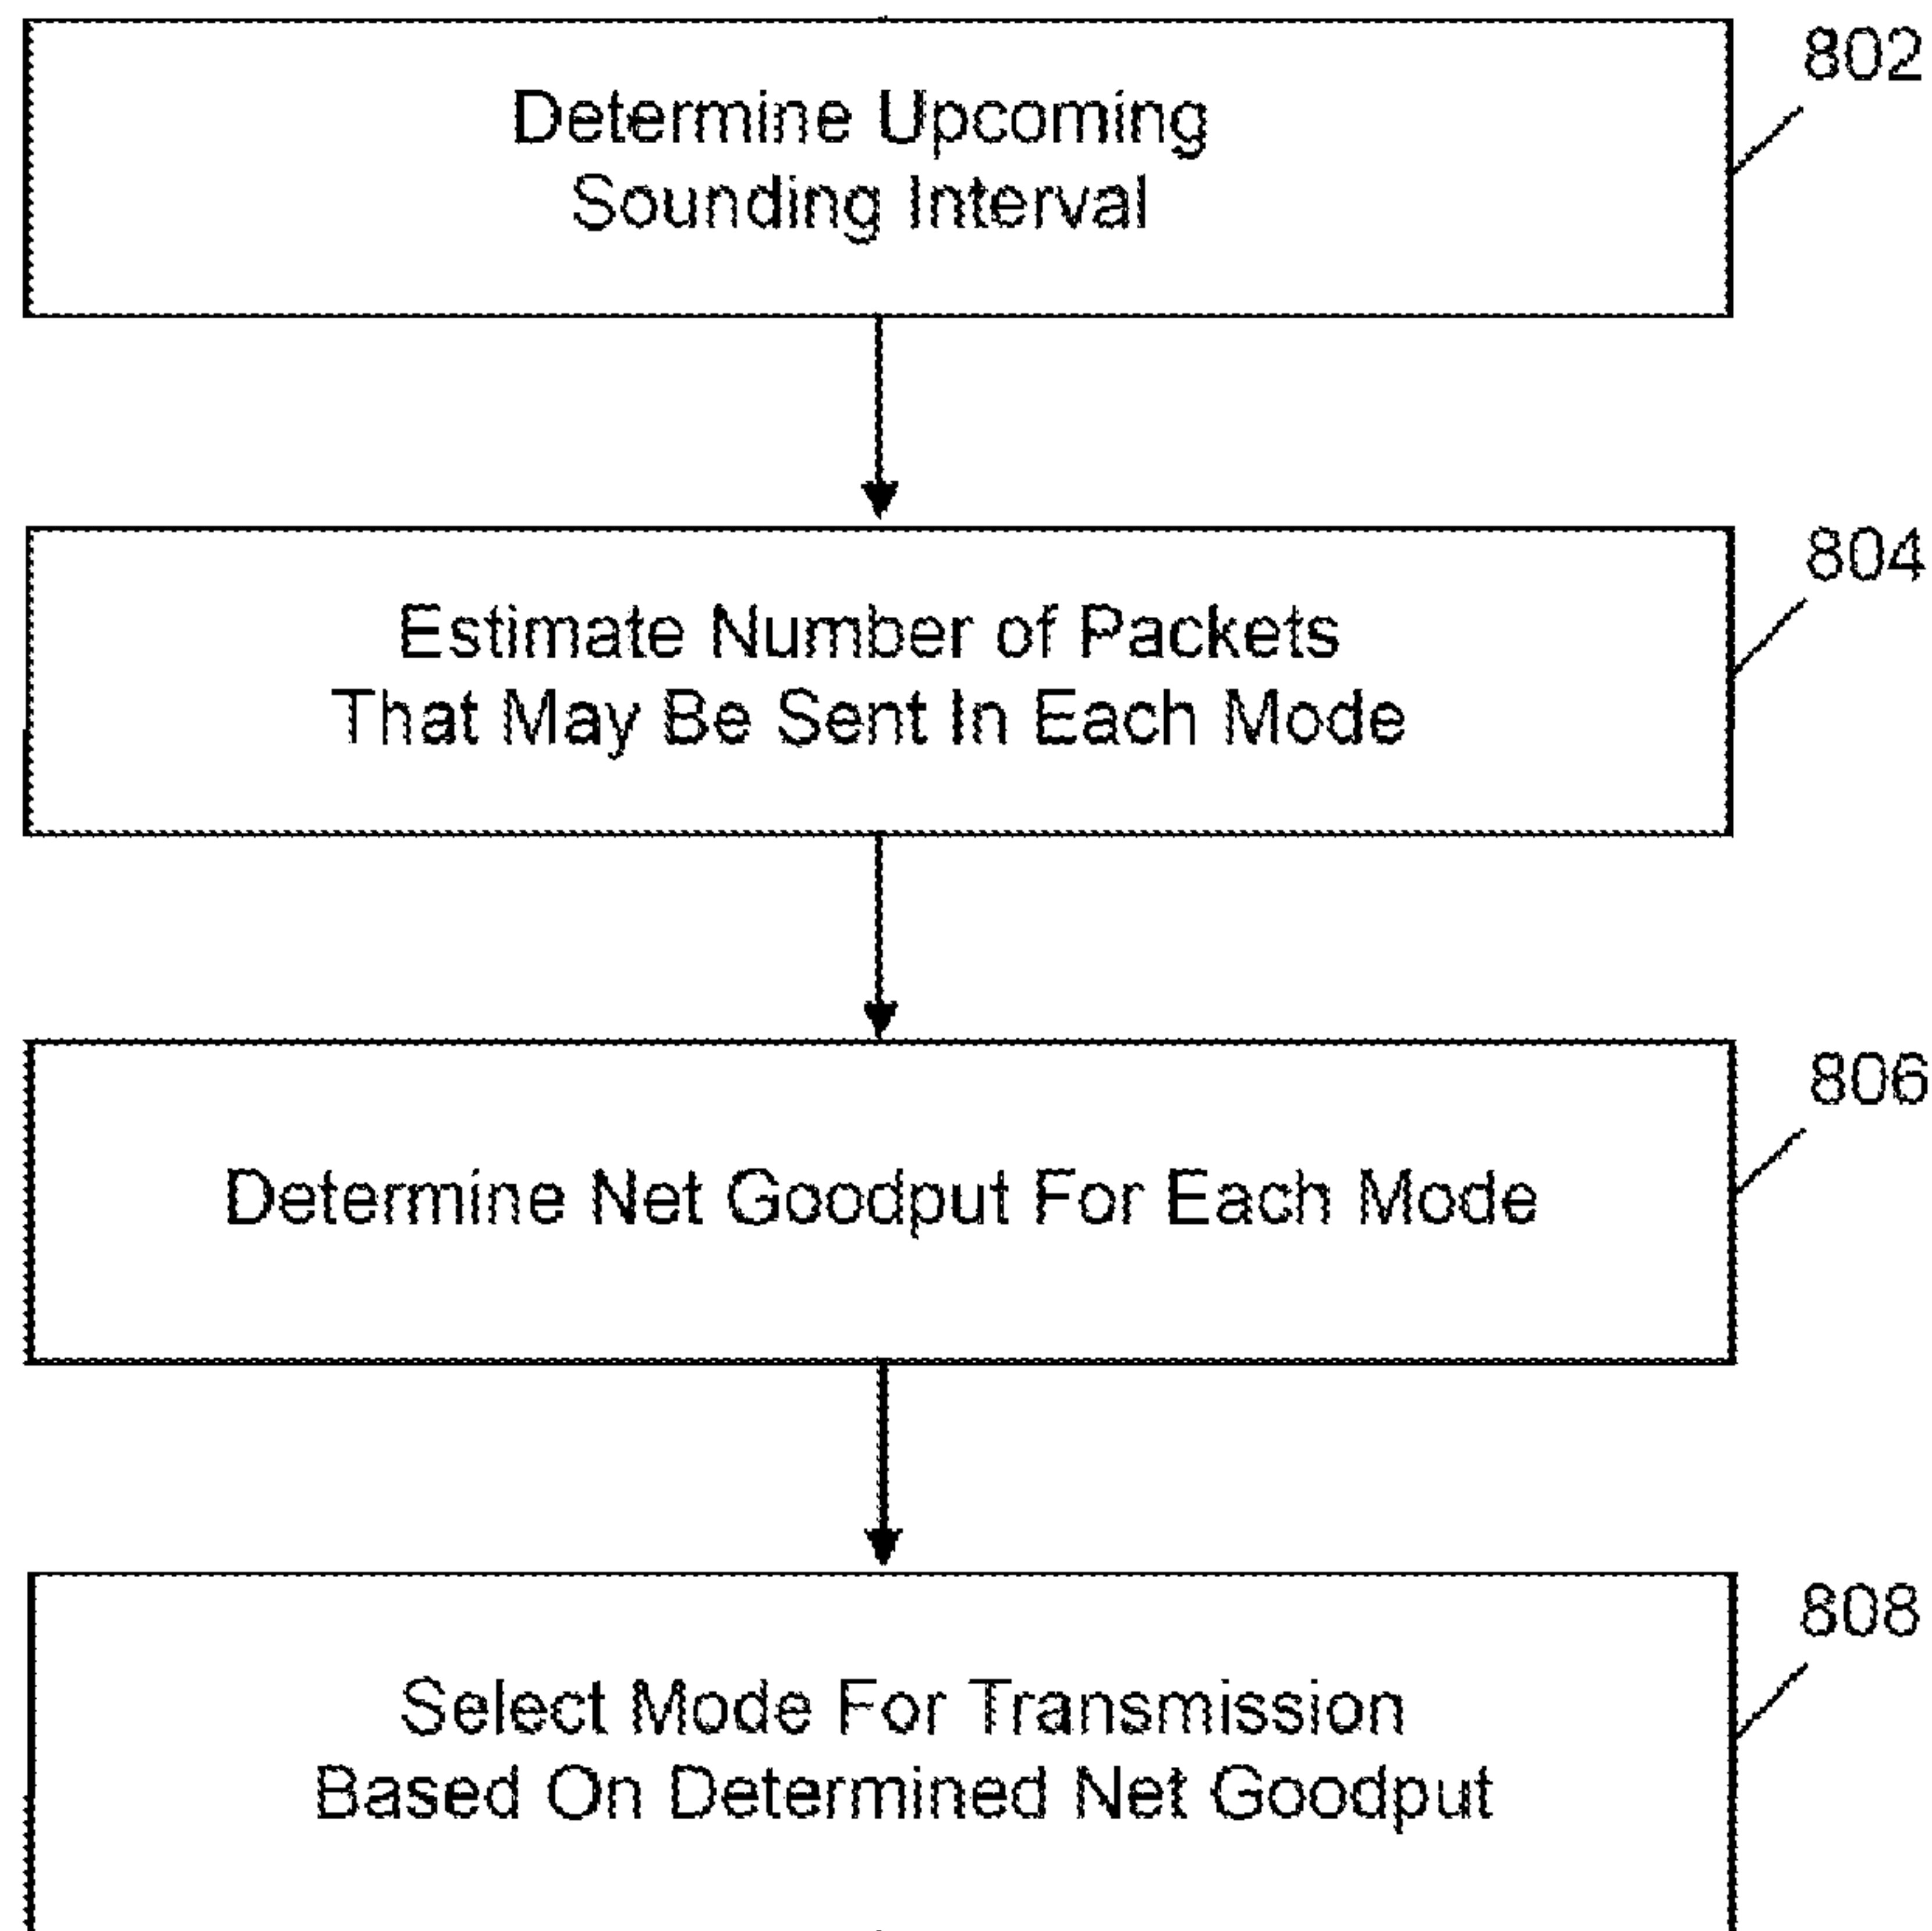 802
Determine Upcoming
Sounding Interval
804
Estimate Number of Packets
That May Be Sent In Each Mode
806
Determine Net Goodput For Each Mode
808
Select Mode For Transmission
Based On Determined Net Goodput